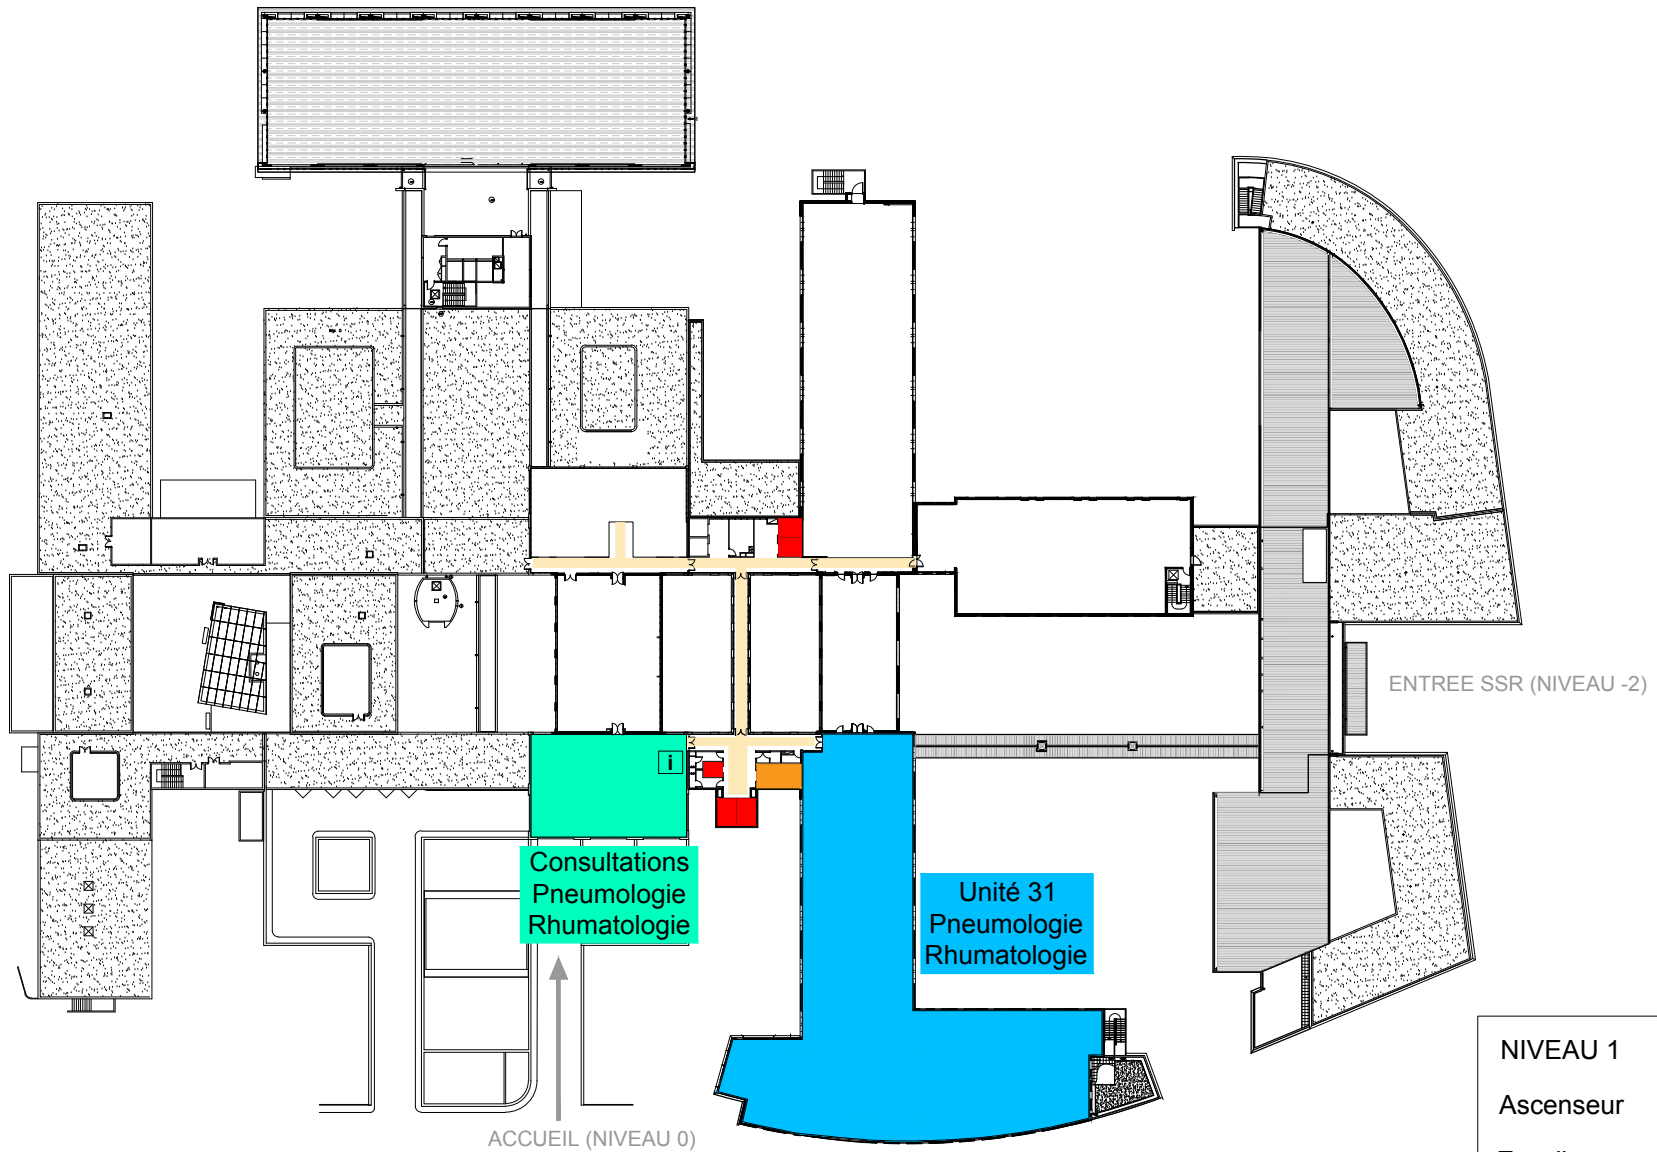 ENTREE SSR (NIVEAU -2)
i
Consultations
Pneumologie
Rhumatologie
Unité 31
Pneumologie
Rhumatologie
NIVEAU 1
Ascenseur
ACCUEIL (NIVEAU 0)